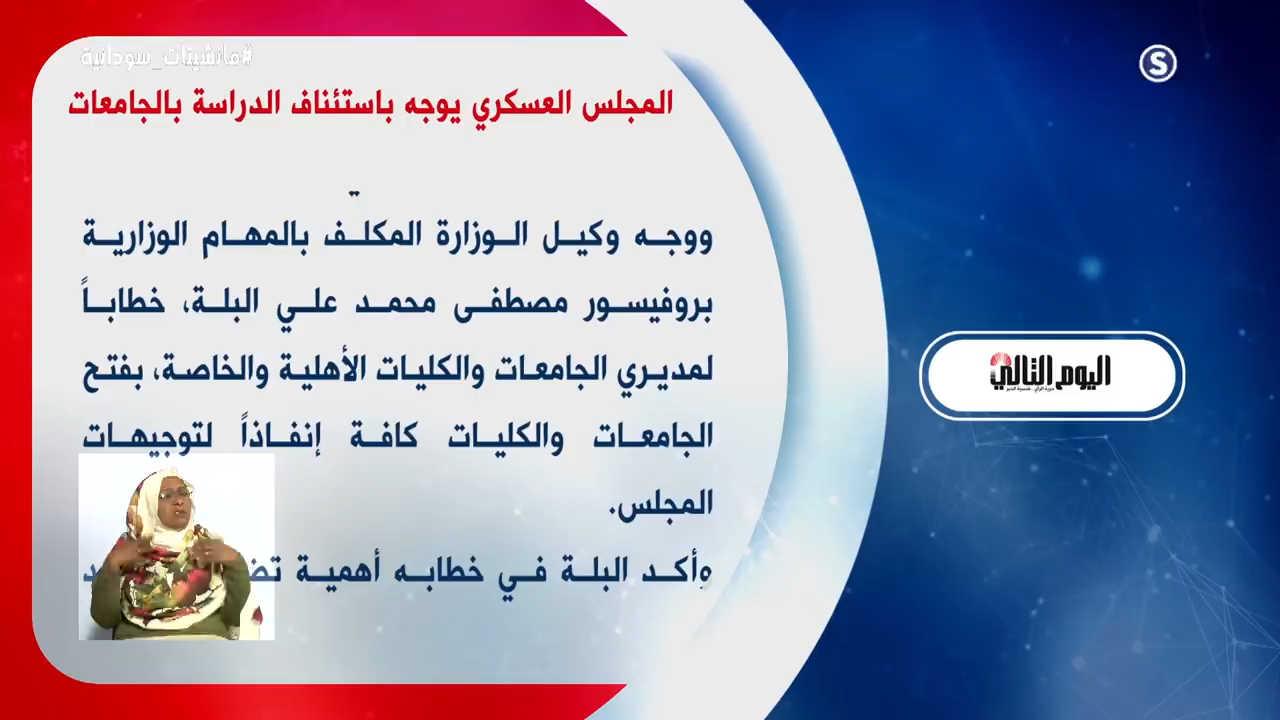 #مانشيتات_سودانية
S
المجلس العسكري يوجه باستئناف الدراسة بالجامعات
ووجه وكيل الوزارة المكلف بالمهام الوزارية
بروفيسور مصطفى محمد علي البلة، خطاباً
لمديري الجامعات والكليات الأهلية والخاصة، بفتح
الجامعات والكليات كافة إنفاذاً لتوجيهات
المجلس.
وأكد البلة في خطابه أهمية
اليوم التالي